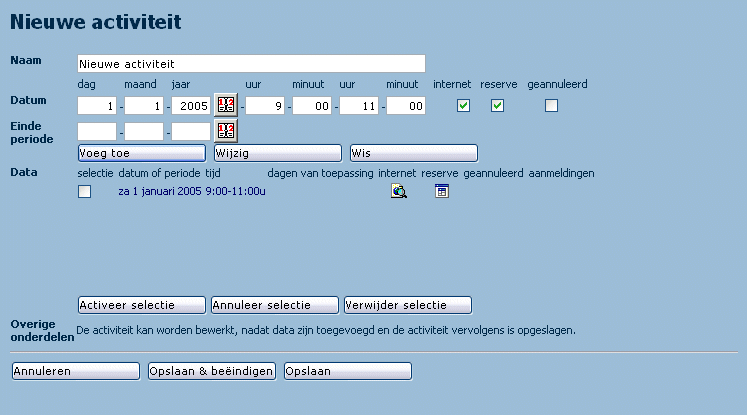 Nieuwe activiteit
Naam Nieuwe activiteit
dag maand jaar uur minuut uur minuut internet reserve geannuleerd
Datum 1 - 1 - 2005 - 9 - 00 - 11 - 00
Einde periode - -
Voeg toe Wijzig Wis
Data selectie datum of periode tijd dagen van toepassing internet reserve geannuleerd aanmeldingen
za 1 januari 2005 9:00-11:00u
Activeer selectie Annuleer selectie Verwijder selectie
Overige onderdelen De activiteit kan worden bewerkt, nadat data zijn toegevoegd en de activiteit vervolgens is opgeslagen.
Annuleren Opslaan & beëindigen Opslaan